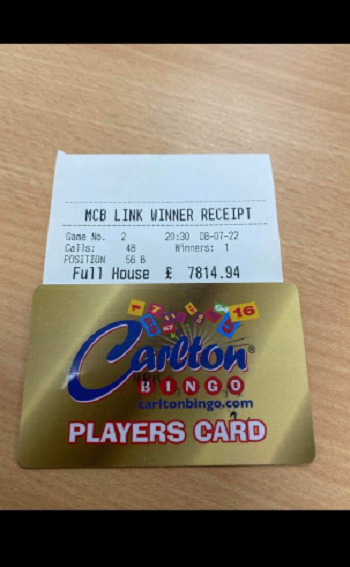 MCB LINK WINNER RECEIPT
Game No. 2 20:30 08-07-22
Calls: 48 Winners: 1
POSITION 56 B
Full House £ 7814.94
16
Carlton®
BINGO
carltonbingo.com
PLAYERS CARD